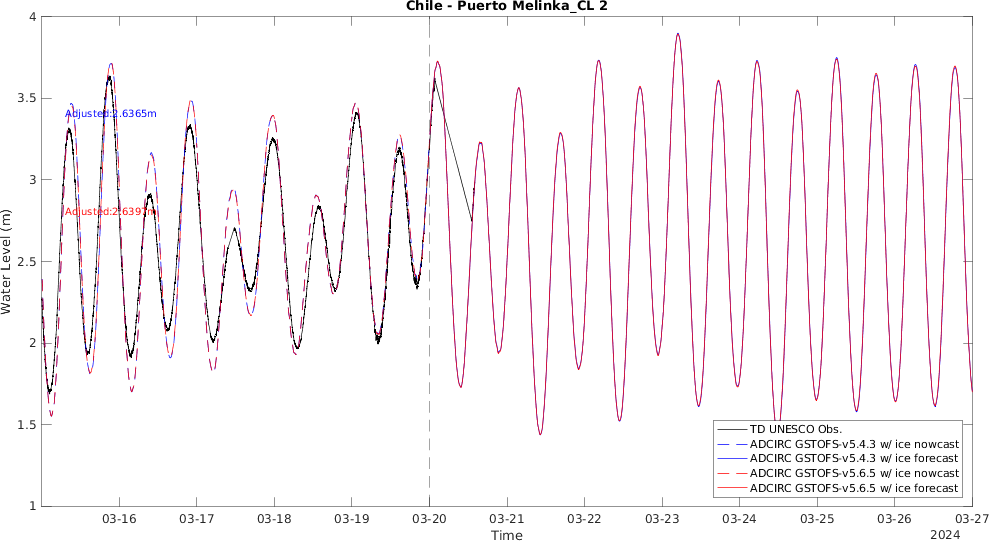 Chile - Puerto Melinka_CL 2
Water Level (m)
4
3.5
3
2.5
2
1.5
1
Adjusted:2.6365m
Adjusted:2.6397m
03-16
03-17
03-18
03-19
03-20
03-21
03-22
03-23
03-24
03-25
03-26
03-27
Time
2024
TD UNESCO Obs.
ADCIRC GSTOFS-v5.4.3 w/ ice nowcast
ADCIRC GSTOFS-v5.4.3 w/ ice forecast
ADCIRC GSTOFS-v5.6.5 w/ ice nowcast
ADCIRC GSTOFS-v5.6.5 w/ ice forecast